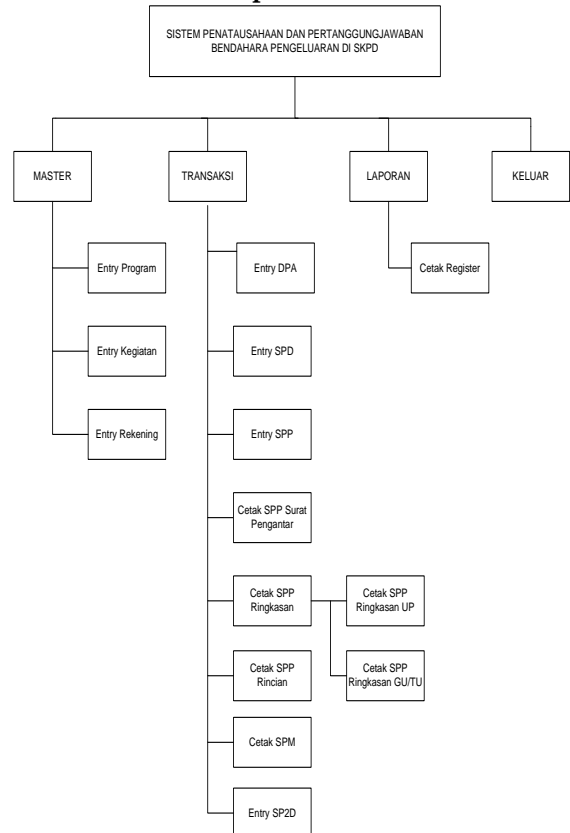 SISTEM PENATAUSAHAAN DAN PERTANGGUNGJAWABAN
BENDAHARA PENGELUARAN DI SKPD
MASTER
TRANSAKSI
LAPORAN
KELUAR
Entry Program
Entry DPA
Cetak Register
Entry Kegiatan
Entry SPD
Entry Rekening
Entry SPP
Cetak SPP Surat
Pengantar
Cetak SPP
Ringkasan
Cetak SPP
Ringkasan UP
Cetak SPP
Rincian
Cetak SPP
Ringkasan GU/TU
Cetak SPM
Entry SP2D